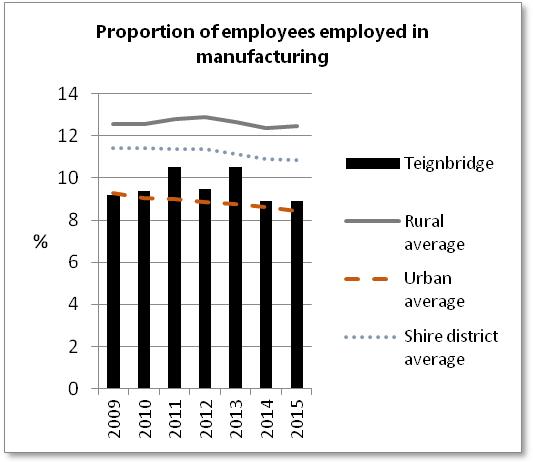 Proportion of employees employed in
manufacturing
14
12
10
8
6
4
2
0
%
2009
2010
2011
2012
2013
2014
2015
Teignbridge
Rural
average
Urban
average
Shire district
average